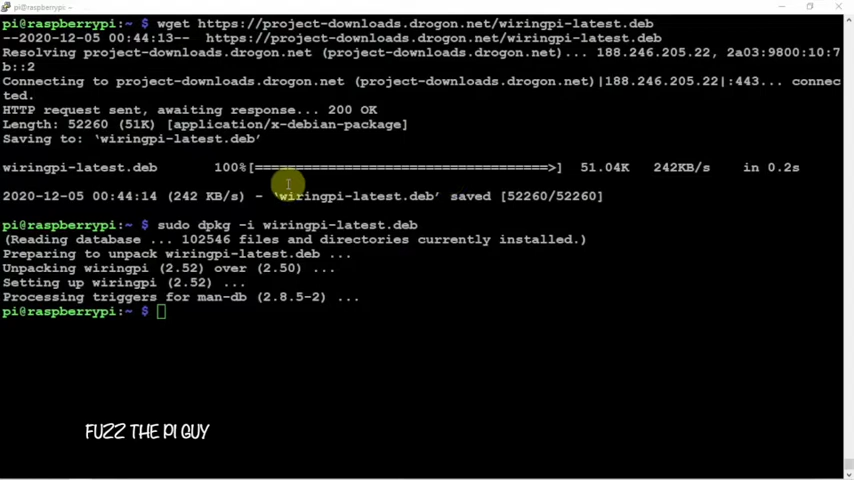 pi@raspberrypi: ~
pi@raspberrypi:~ $ wget https://project-downloads.drogon.net/wiringpi-latest.deb
--2020-12-05 00:44:13--  https://project-downloads.drogon.net/wiringpi-latest.deb
Resolving project-downloads.drogon.net (project-downloads.drogon.net)... 188.246.205.22, 2a03:9800:10:7
b::2
Connecting to project-downloads.drogon.net (project-downloads.drogon.net)|188.246.205.22|:443... connec
ted.
HTTP request sent, awaiting response... 200 OK
Length: 52260 (51K) [application/x-debian-package]
Saving to: ‘wiringpi-latest.deb’
wiringpi-latest.deb 100%[=====================================>] 51.04K 242KB/s in 0.2s
2020-12-05 00:44:14 (242 KB/s) - ‘wiringpi-latest.deb’ saved [52260/52260]
pi@raspberrypi:~ $ sudo dpkg -i wiringpi-latest.deb
(Reading database ... 102546 files and directories currently installed.)
Preparing to unpack wiringpi-latest.deb ...
Unpacking wiringpi (2.52) over (2.50) ...
Setting up wiringpi (2.52) ...
Processing triggers for man-db (2.8.5-2) ...
pi@raspberrypi:~ $
FUZZ THE PI GUY